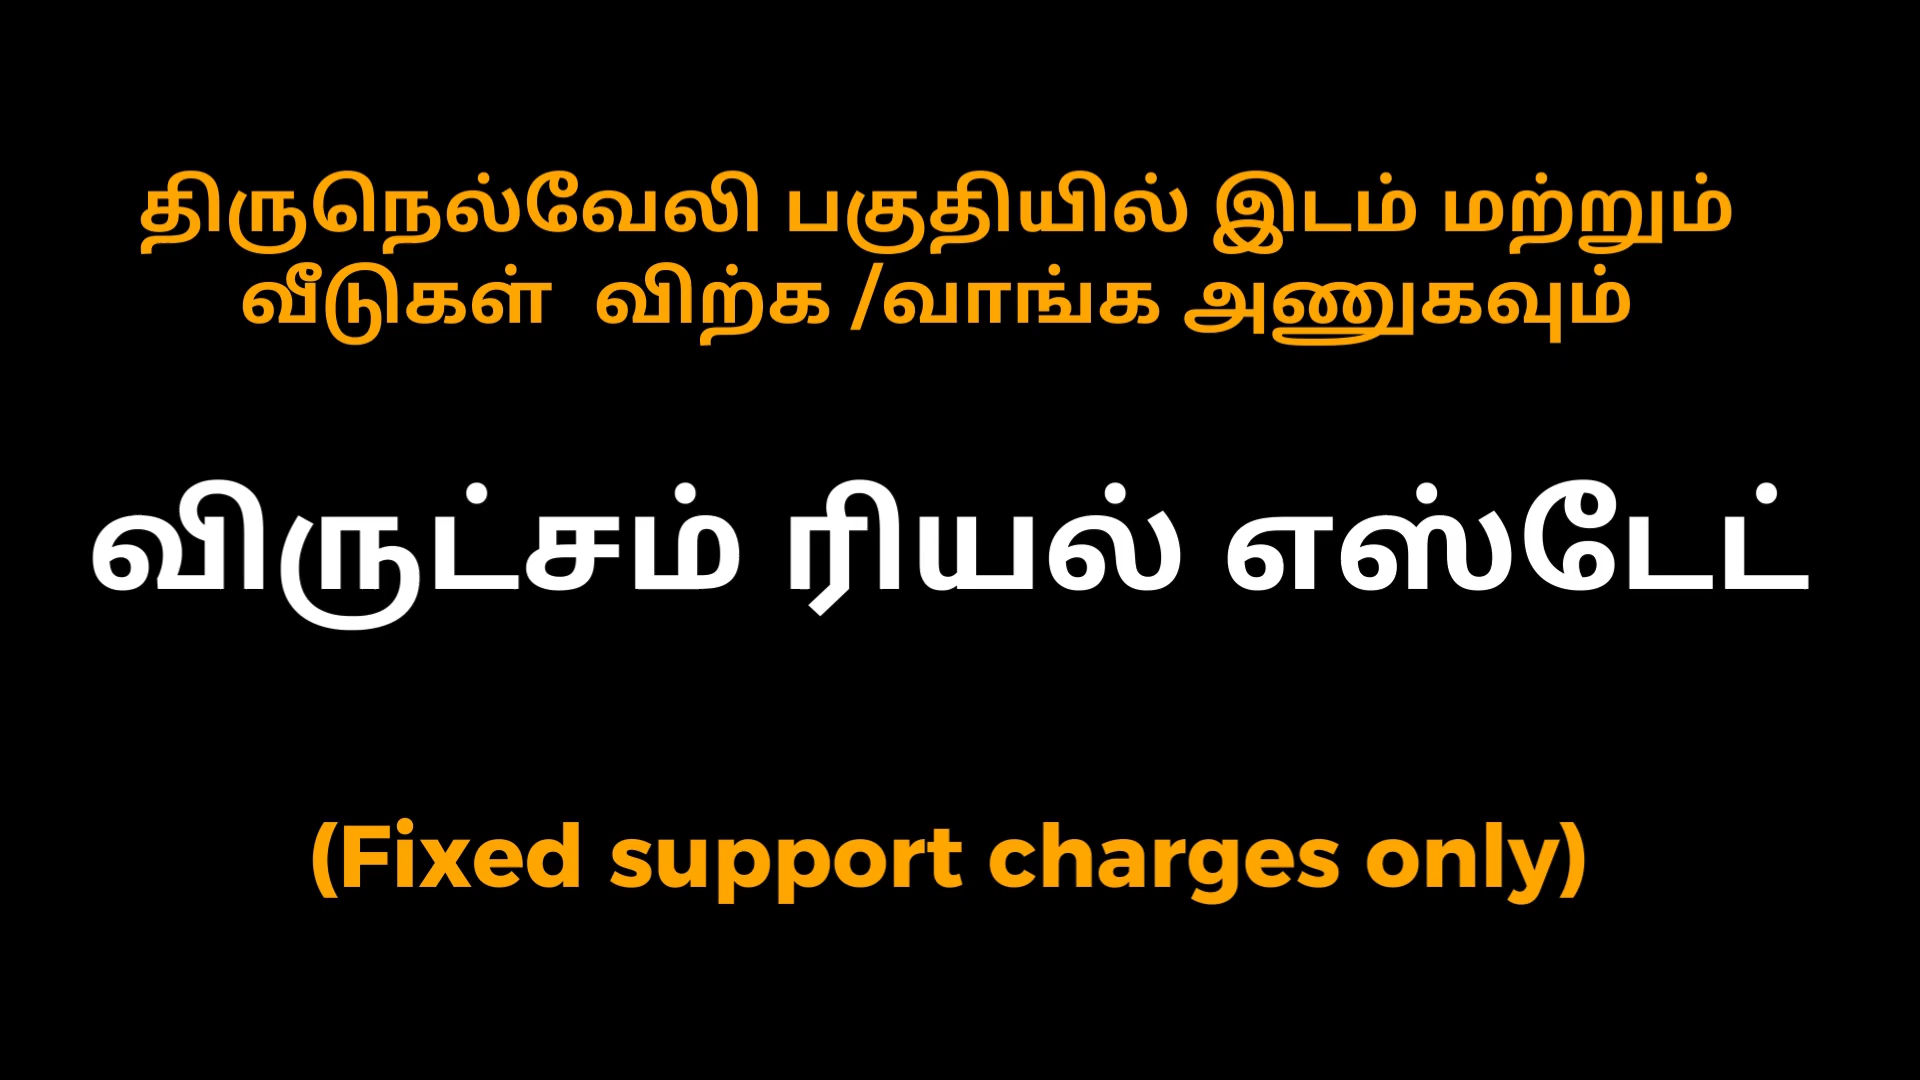 திருநெல்வேலி பகுதியில் இடம் மற்றும்
வீடுகள் விற்க /வாங்க அணுகவும்
விருட்சம் ரியல் எஸ்டேட்
(Fixed support charges only)